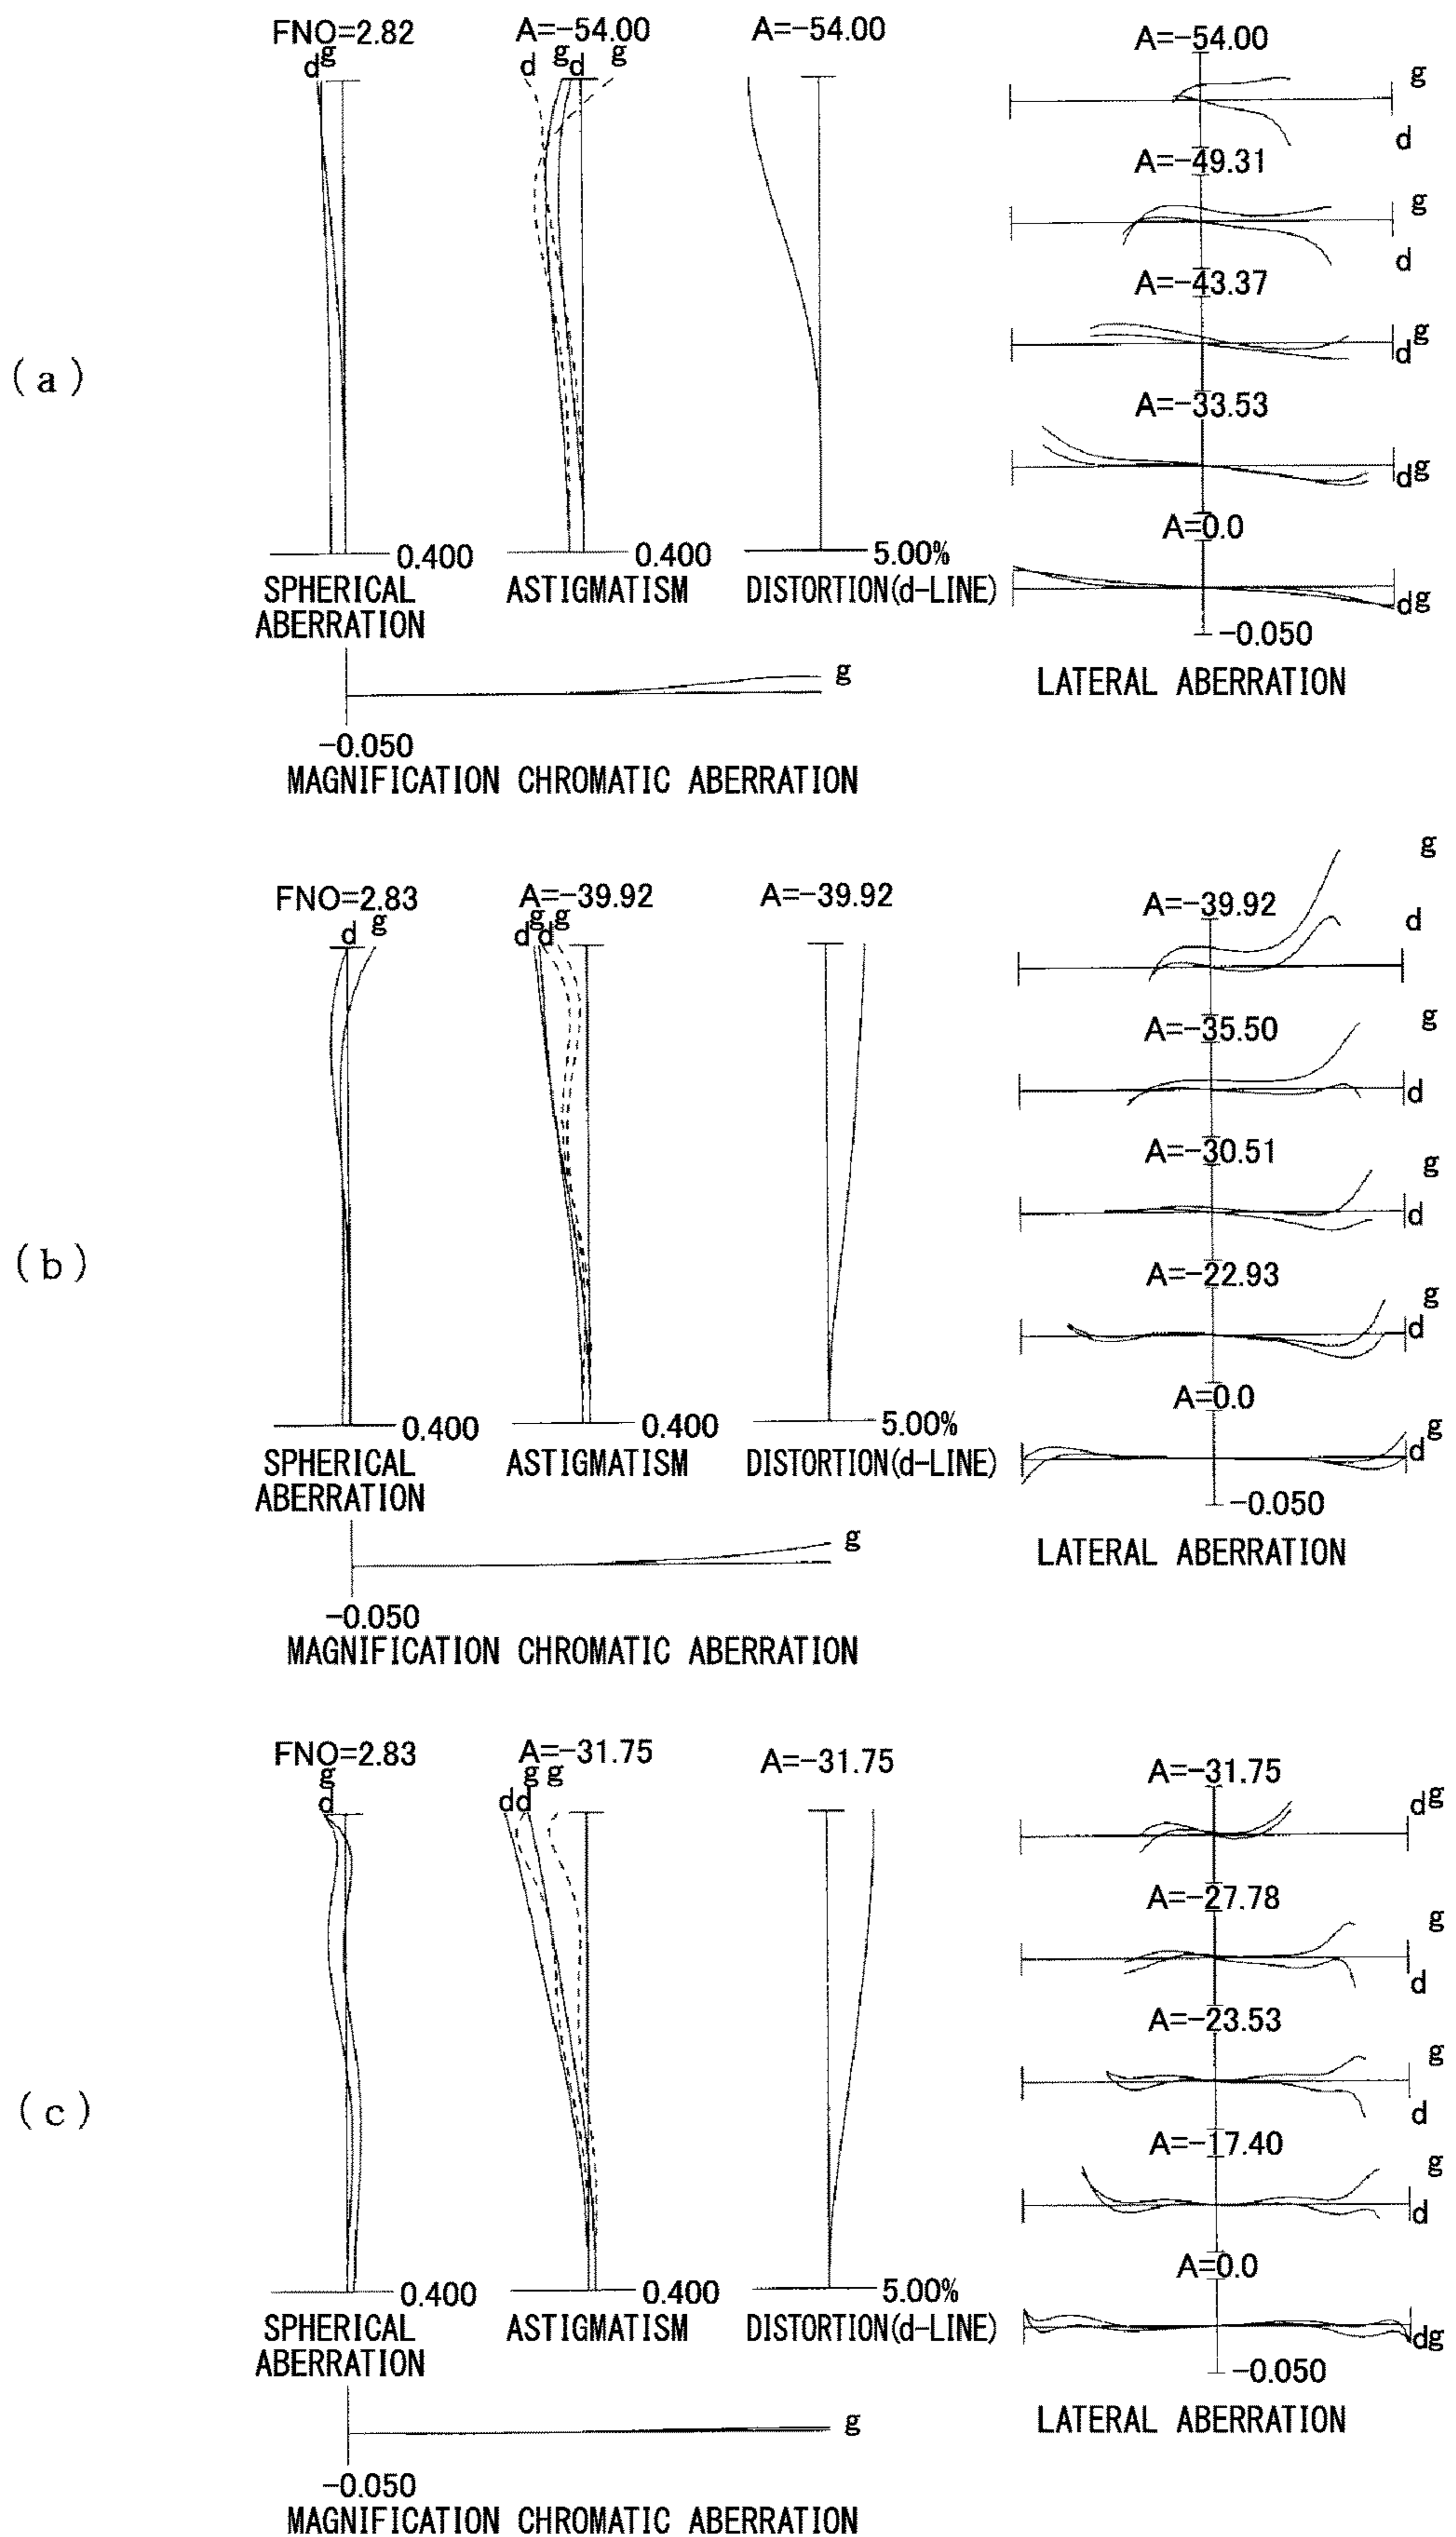 (a)
FNO=2.82
d g
0.400
SPHERICAL
ABERRATION
A=-54.00
d g d g
0.400
ASTIGMATISM
A=-54.00
5.00%
DISTORTION(d-LINE)
A=-54.00
g
d
A=-49.31
g
d
A=-43.37
d g
A=-33.53
d g
A=0.0
d g
-0.050
LATERAL ABERRATION
g
-0.050
MAGNIFICATION CHROMATIC ABERRATION
(b)
FNO=2.83
d g
0.400
SPHERICAL
ABERRATION
A=-39.92
d g d g
0.400
ASTIGMATISM
A=-39.92
5.00%
DISTORTION(d-LINE)
A=-39.92
g
d
A=-35.50
g
d
A=-30.51
g
d
A=-22.93
g
d
A=0.0
g
d
-0.050
LATERAL ABERRATION
g
-0.050
MAGNIFICATION CHROMATIC ABERRATION
(c)
FNO=2.83
g
d
0.400
SPHERICAL
ABERRATION
A=-31.75
g g
d d
0.400
ASTIGMATISM
A=-31.75
5.00%
DISTORTION(d-LINE)
A=-31.75
d g
A=-27.78
g
d
A=-23.53
g
d
A=-17.40
g
d
A=0.0
d g
-0.050
LATERAL ABERRATION
g
-0.050
MAGNIFICATION CHROMATIC ABERRATION